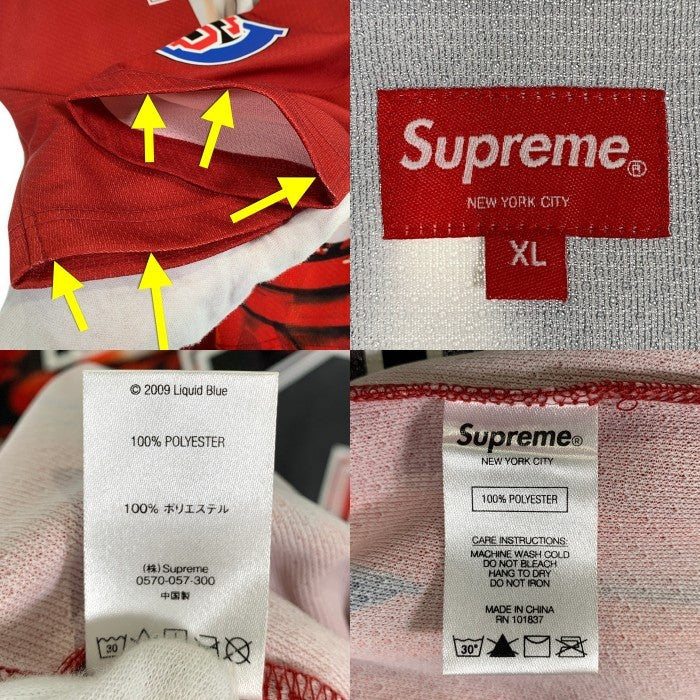 Supreme®
NEW YORK CITY
XL
© 2009 Liquid Blue
100% POLYESTER
100% ポリエステル
(株) Supreme
0570-057-300
中国製
30
Supreme®
NEW YORK CITY
100% POLYESTER
CARE INSTRUCTIONS:
MACHINE WASH COLD
DO NOT BLEACH
HANG TO DRY
DO NOT IRON
MADE IN CHINA
RN 101837
30°